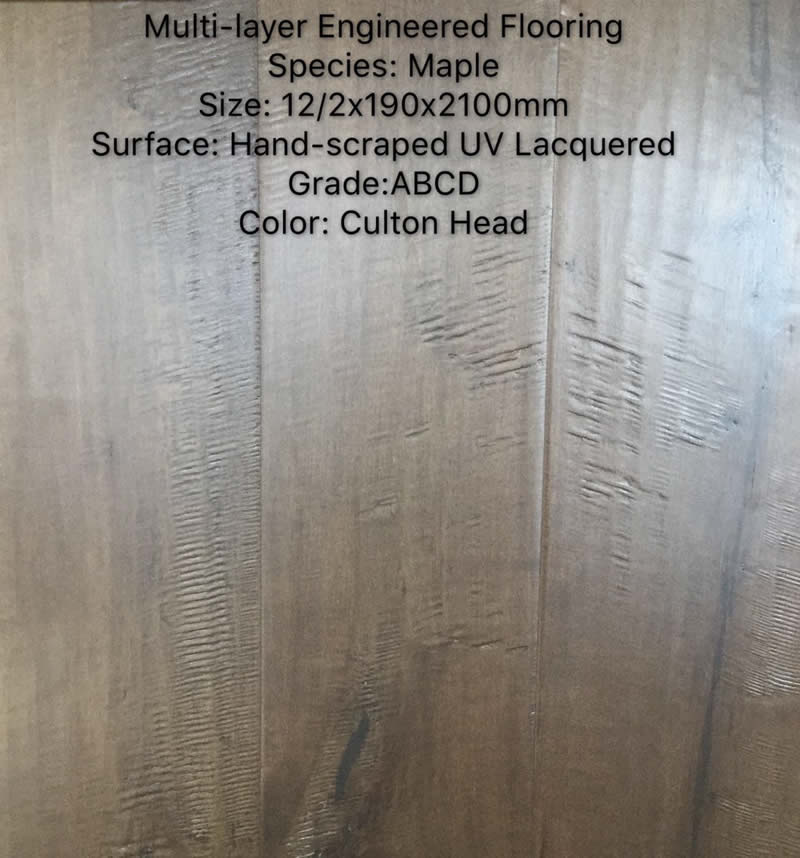 Multi-layer Engineered Flooring
Species: Maple
Size: 12/2x190x2100mm
Surface: Hand-scraped UV Lacquered
Grade:ABCD
Color: Culton Head